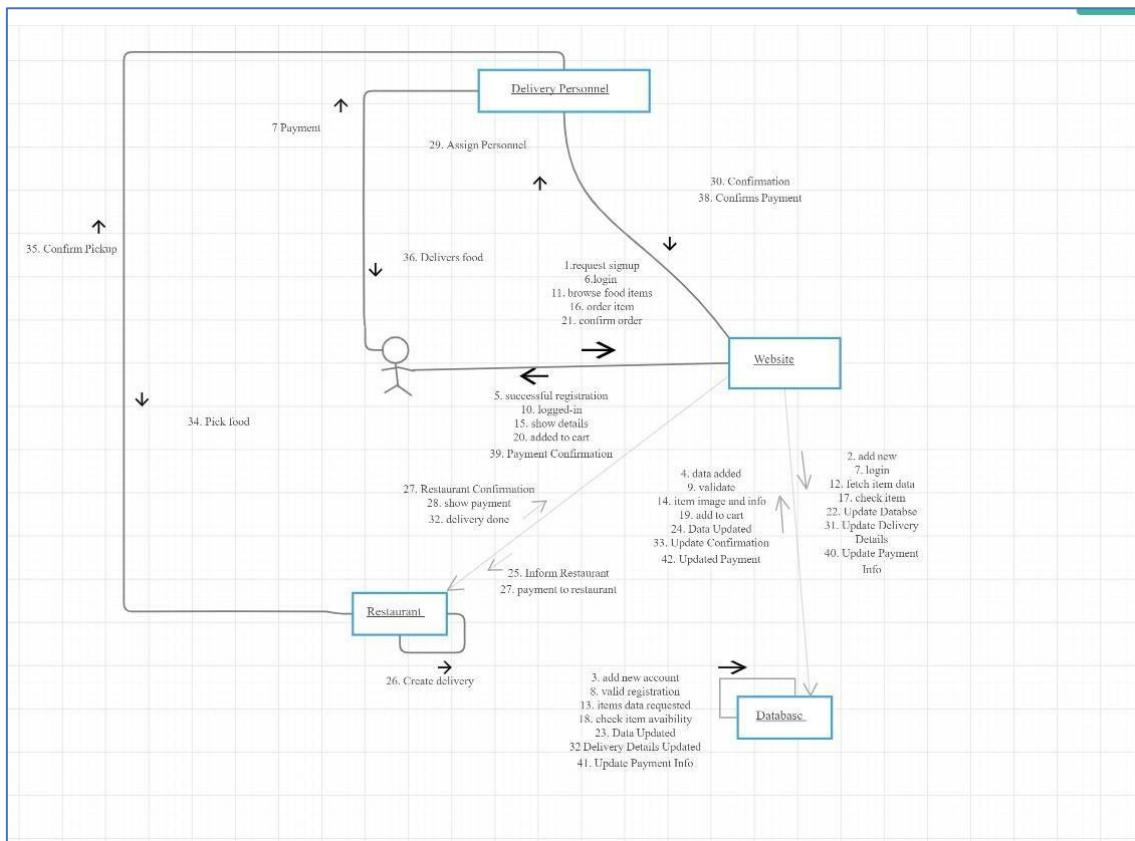 Delivery Personnel
7 Payment
29. Assign Personnel
30. Confirmation
38. Confirms Payment
35. Confirm Pickup
36. Delivers food
1.request signup
6.login
11. browse food items
16. order item
21. confirm order
Website
5. successful registration
10. logged-in
15. show details
20. added to cart
39. Payment Confirmation
34. Pick food
27. Restaurant Confirmation
28. show payment
32. delivery done
4. data added
9. validate
14. item image and info
19. add to cart
24. Data Updated
33. Update Confirmation
42. Updated Payment
2. add new
7. login
12. fetch item data
17. check item
22. Update Databse
31. Update Delivery
Details
40. Update Payment
Info
25. Inform Restaurant
27. payment to restaurant
Restaurant
26. Create delivery
3. add new account
8. valid registration
13. items data requested
18. check item avaibility
23. Data Updated
32 Delivery Details Updated
41. Update Payment Info
Database